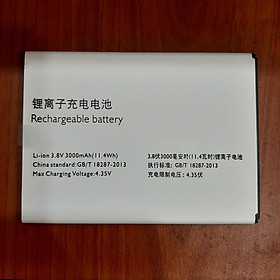 锂离子充电电池
Rechargeable battery
Li-ion 3.8V 3000mAh(11.4Wh)
China standard:GB/T 18287-2013
Max Charging Voltage:4.35V
3.8伏3000毫安时(11.4瓦时)锂离子电池
执行标准: GB/T 18287-2013
充电限制电压: 4.35伏